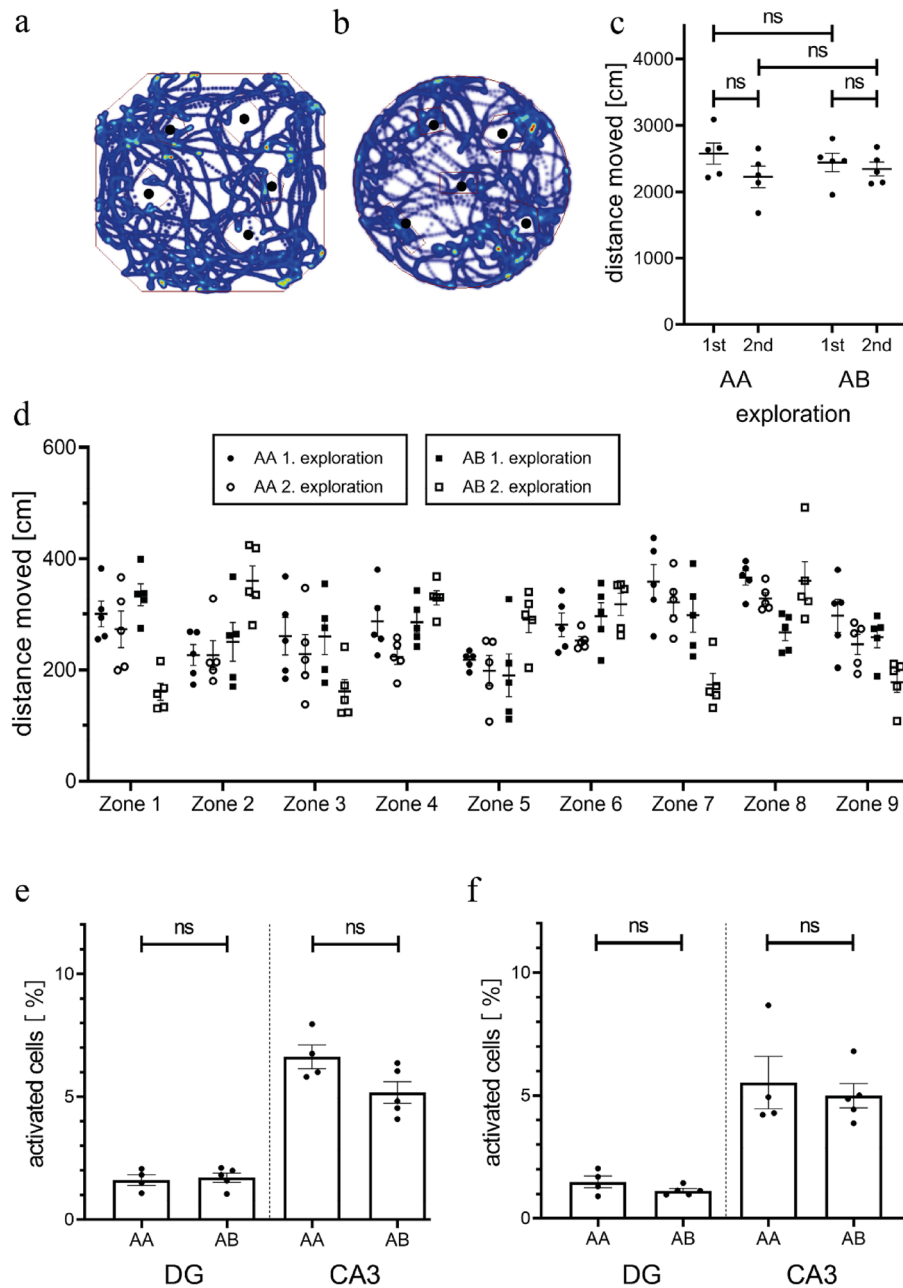 a
b
c
ns
ns
ns
ns
distance moved [cm]
4000
3000
2000
1000
0
1st
2nd
1st
2nd
AA
AB
exploration
d
AA 1. exploration
AA 2. exploration
AB 1. exploration
AB 2. exploration
distance moved [cm]
600
400
200
0
Zone 1
Zone 2
Zone 3
Zone 4
Zone 5
Zone 6
Zone 7
Zone 8
Zone 9
e
ns
ns
activated cells [ %]
10
5
0
AA
AB
AA
AB
DG
CA3
f
ns
ns
activated cells [ %]
10
5
0
AA
AB
AA
AB
DG
CA3